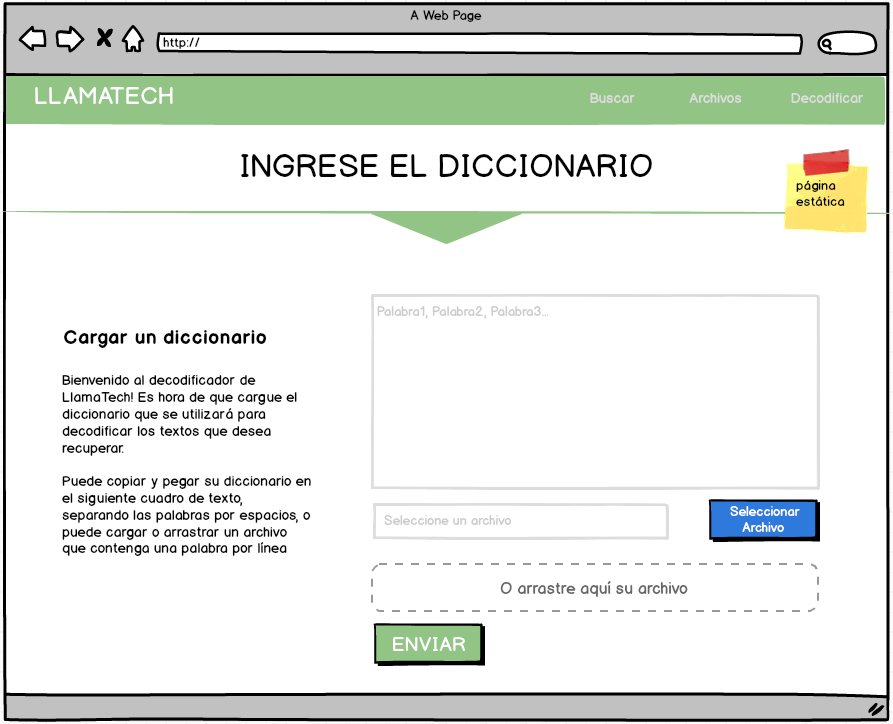 A Web Page
http://
LLAMATECH
Buscar
Archivos
Decodificar
INGRESE EL DICCIONARIO
página
estática
Cargar un diccionario
Bienvenido al decodificador de
LlamaTech! Es hora de que cargue el
diccionario que se utilizará para
decodificar los textos que desea
recuperar.
Puede copiar y pegar su diccionario en
el siguiente cuadro de texto,
separando las palabras por espacios, o
puede cargar o arrastrar un archivo
que contenga una palabra por línea
Palabra1, Palabra2, Palabra3...
Seleccione un archivo
Seleccionar
Archivo
O arrastre aquí su archivo
ENVIAR